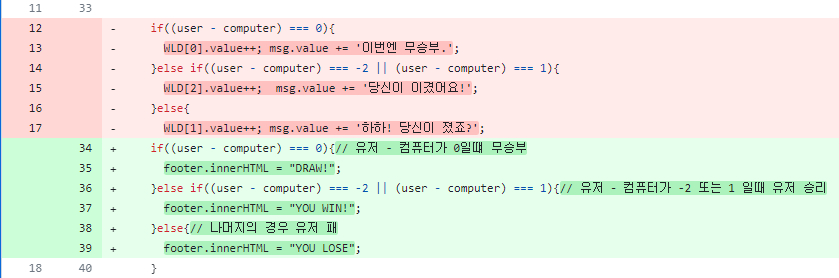 11 33
12 - if((user - computer) === 0){
13 - WLD[0].value++; msg.value += '이번엔 무승부.';
14 - }else if((user - computer) === -2 || (user - computer) === 1){
15 - WLD[2].value++;  msg.value += '당신이 이겼어요!';
16 - }else{
17 - WLD[1].value++; msg.value += '하하! 당신이 졌죠?';
34 + if((user - computer) === 0){// 유저 - 컴퓨터가 0일떄 무승부
35 + footer.innerHTML = "DRAW!";
36 + }else if((user - computer) === -2 || (user - computer) === 1){// 유저 - 컴퓨터가 -2 또는 1 일때 유저 승리
37 + footer.innerHTML = "YOU WIN!";
38 + }else{// 나머지의 경우 유저 패
39 + footer.innerHTML = "YOU LOSE";
18 40 }